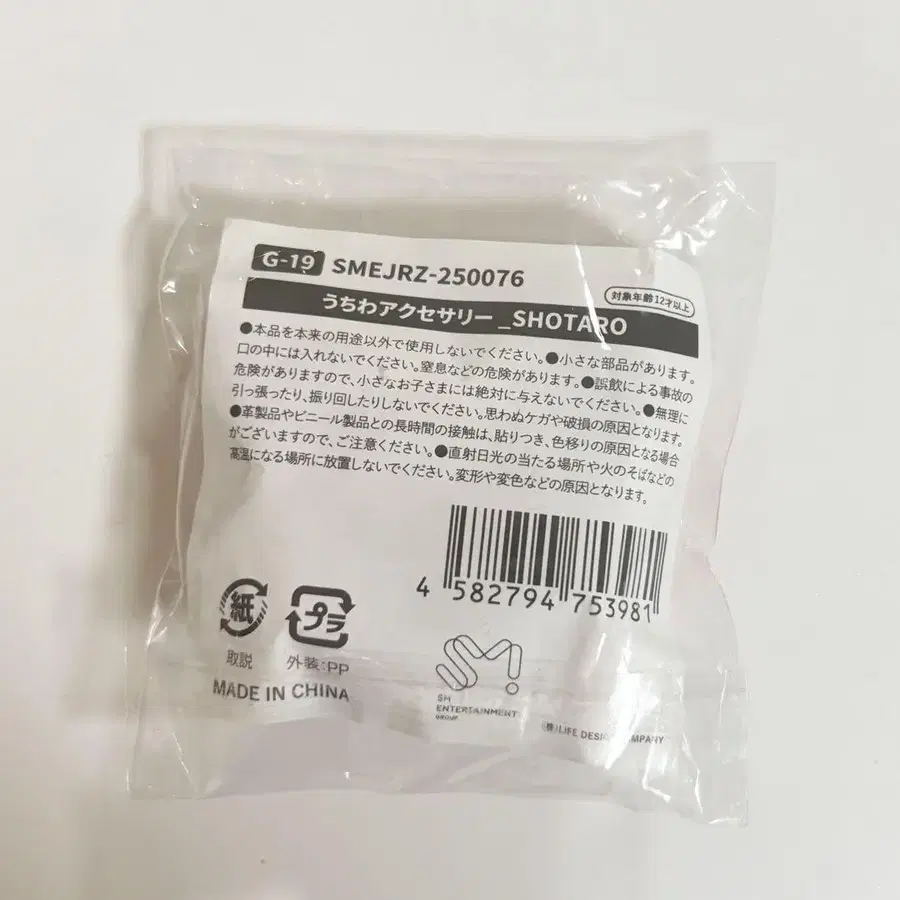 G-19 SMEJRZ-250076
対象年齢12才以上
うちわアクセサリー_SHOTARO
●本品を本来の用途以外で使用しないでください。●小さな部品があります。
口の中には入れないでください。窒息などの危険があります。●誤飲による事故の
危険がありますので、小さなお子さまには絶対に与えないでください。●無理に
引っ張ったり、振り回したりしないでください。思わぬケガや破損の原因となります。
●革製品やビニール製品との長時間の接触は、貼りつき、色移りの原因となる場合
がございますので、ご注意ください。●直射日光の当たる場所や火のそばなどの
高温になる場所に放置しないでください。変形や変色などの原因となります。
4 582794 753981
紙
プラ
取説
外装:PP
MADE IN CHINA
SM
SM
ENTERTAINMENT
GROUP
(株)LIFE DESIGN COMPANY